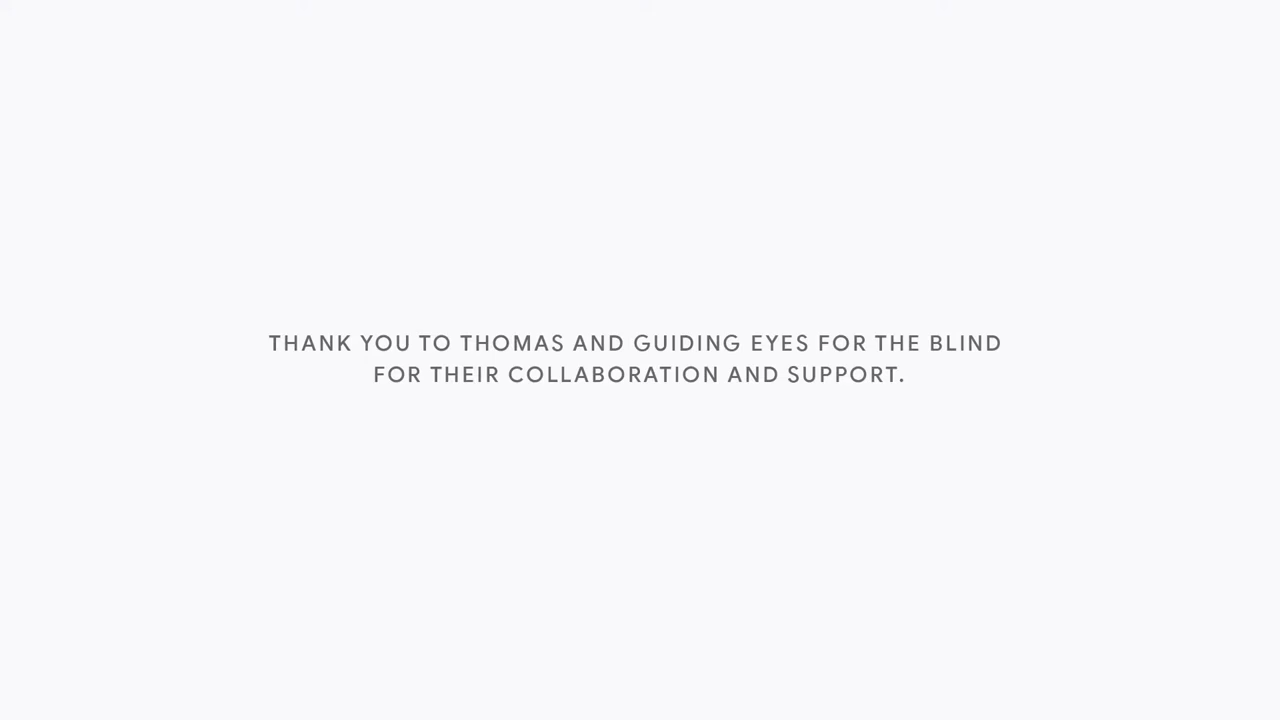 THANK YOU TO THOMAS AND GUIDING EYES FOR THE BLIND
FOR THEIR COLLABORATION AND SUPPORT.